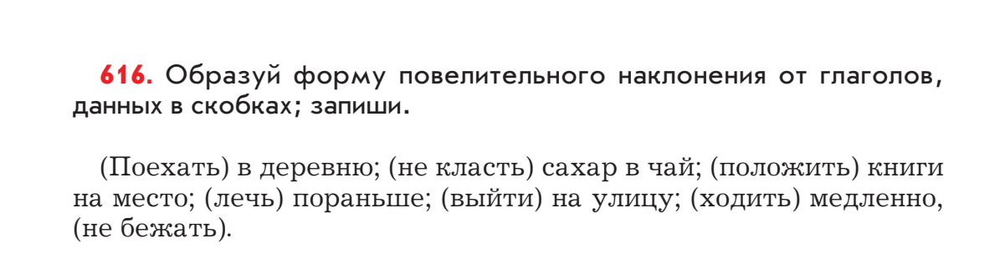 616. Образуй форму повелительного наклонения от глаголов,
данных в скобках; запиши.
(Поехать) в деревню; (не класть) сахар в чай; (положить) книги
на место; (лечь) пораньше; (выйти) на улицу; (ходить) медленно,
(не бежать).